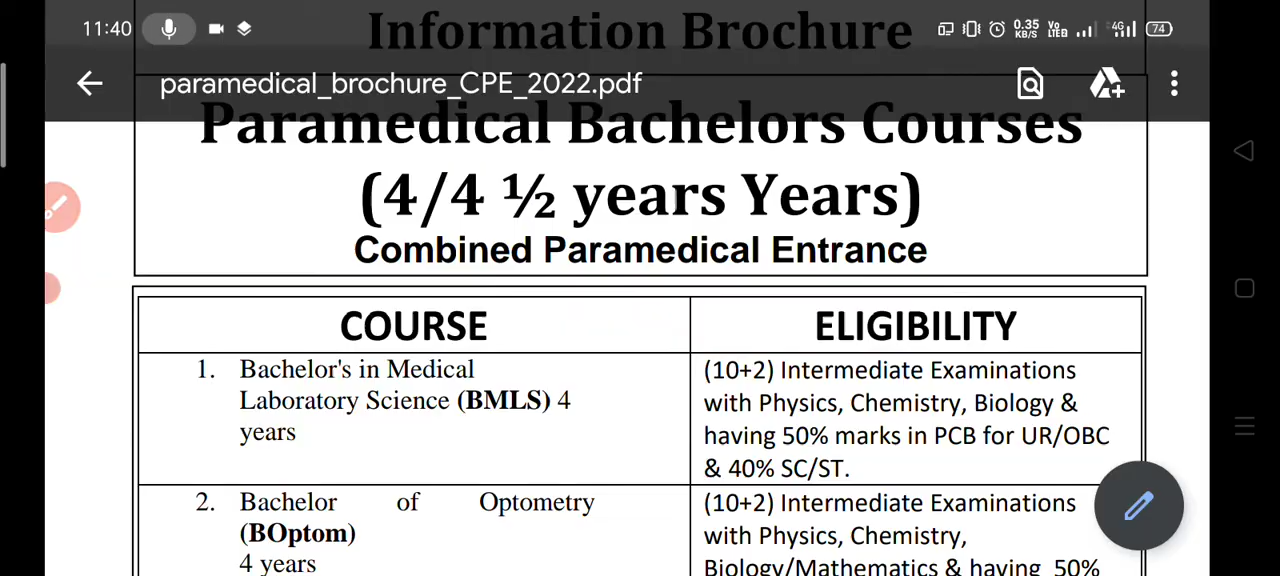 11:40
0.35 KB/S
Vo LTEB
4G
74
Information Brochure
paramedical_brochure_CPE_2022.pdf
Paramedical Bachelors Courses
(4/4 ½ years Years)
Combined Paramedical Entrance
COURSE
ELIGIBILITY
1. Bachelor's in Medical
Laboratory Science (BMLS) 4
years
(10+2) Intermediate Examinations
with Physics, Chemistry, Biology &
having 50% marks in PCB for UR/OBC
& 40% SC/ST.
2. Bachelor of Optometry
(BOptom)
4 years
(10+2) Intermediate Examinations
with Physics, Chemistry,
Biology/Mathematics & having 50%